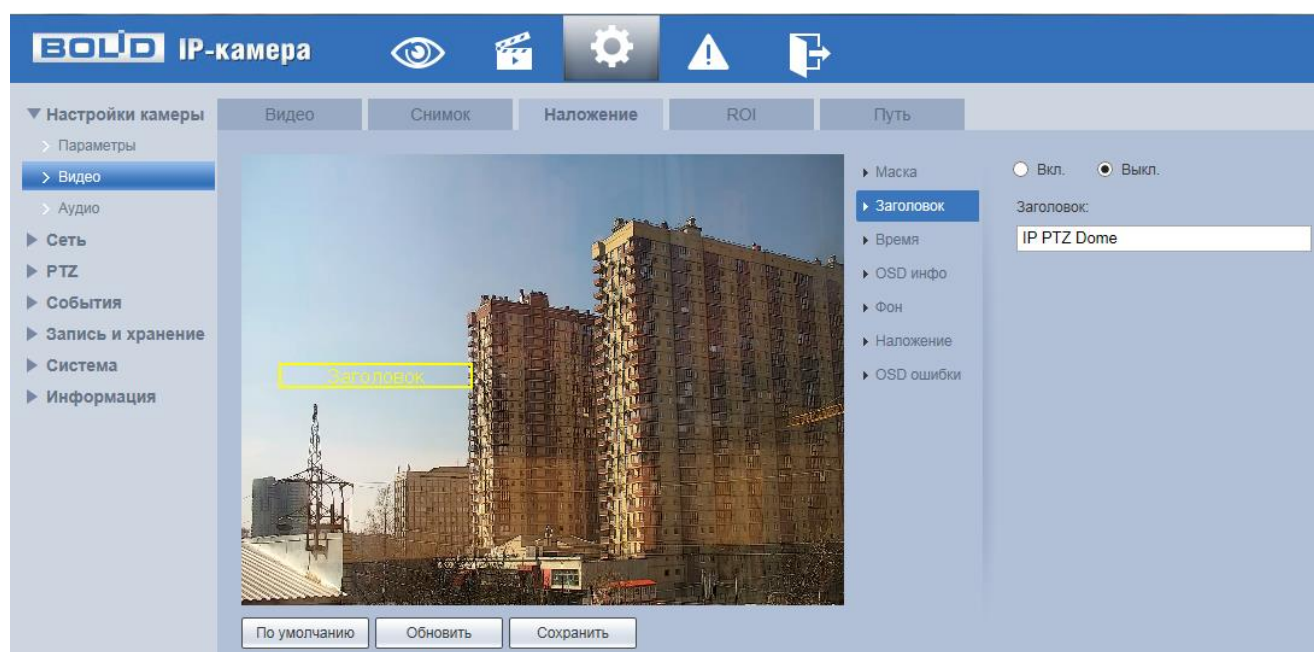 BOLID IP-камера
Настройки камеры
Параметры
Видео
Аудио
Сеть
PTZ
События
Запись и хранение
Система
Информация
Видео Снимок Наложение ROI Путь
Заголовок
По умолчанию Обновить Сохранить
Маска
Заголовок
Время
OSD инфо
Фон
Наложение
OSD ошибки
Вкл. Выкл.
Заголовок:
IP PTZ Dome